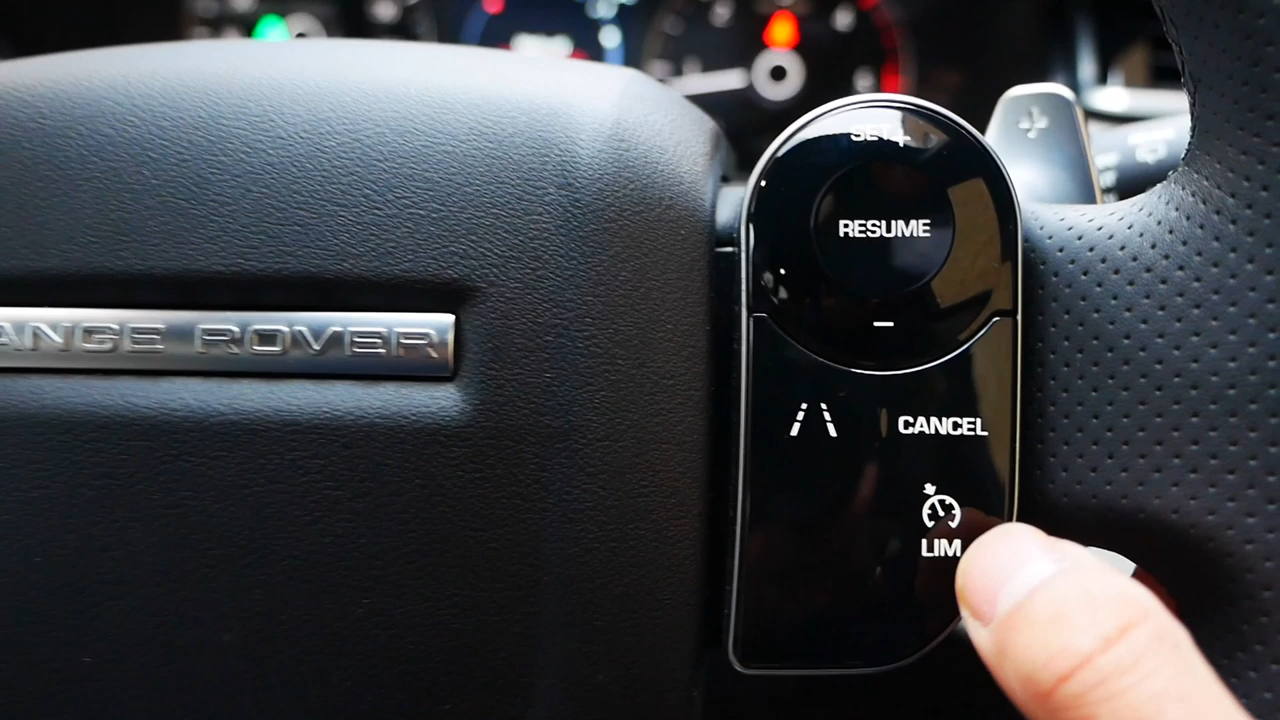 SET+
RESUME
–
ANGE ROVER
CANCEL
LIM
+